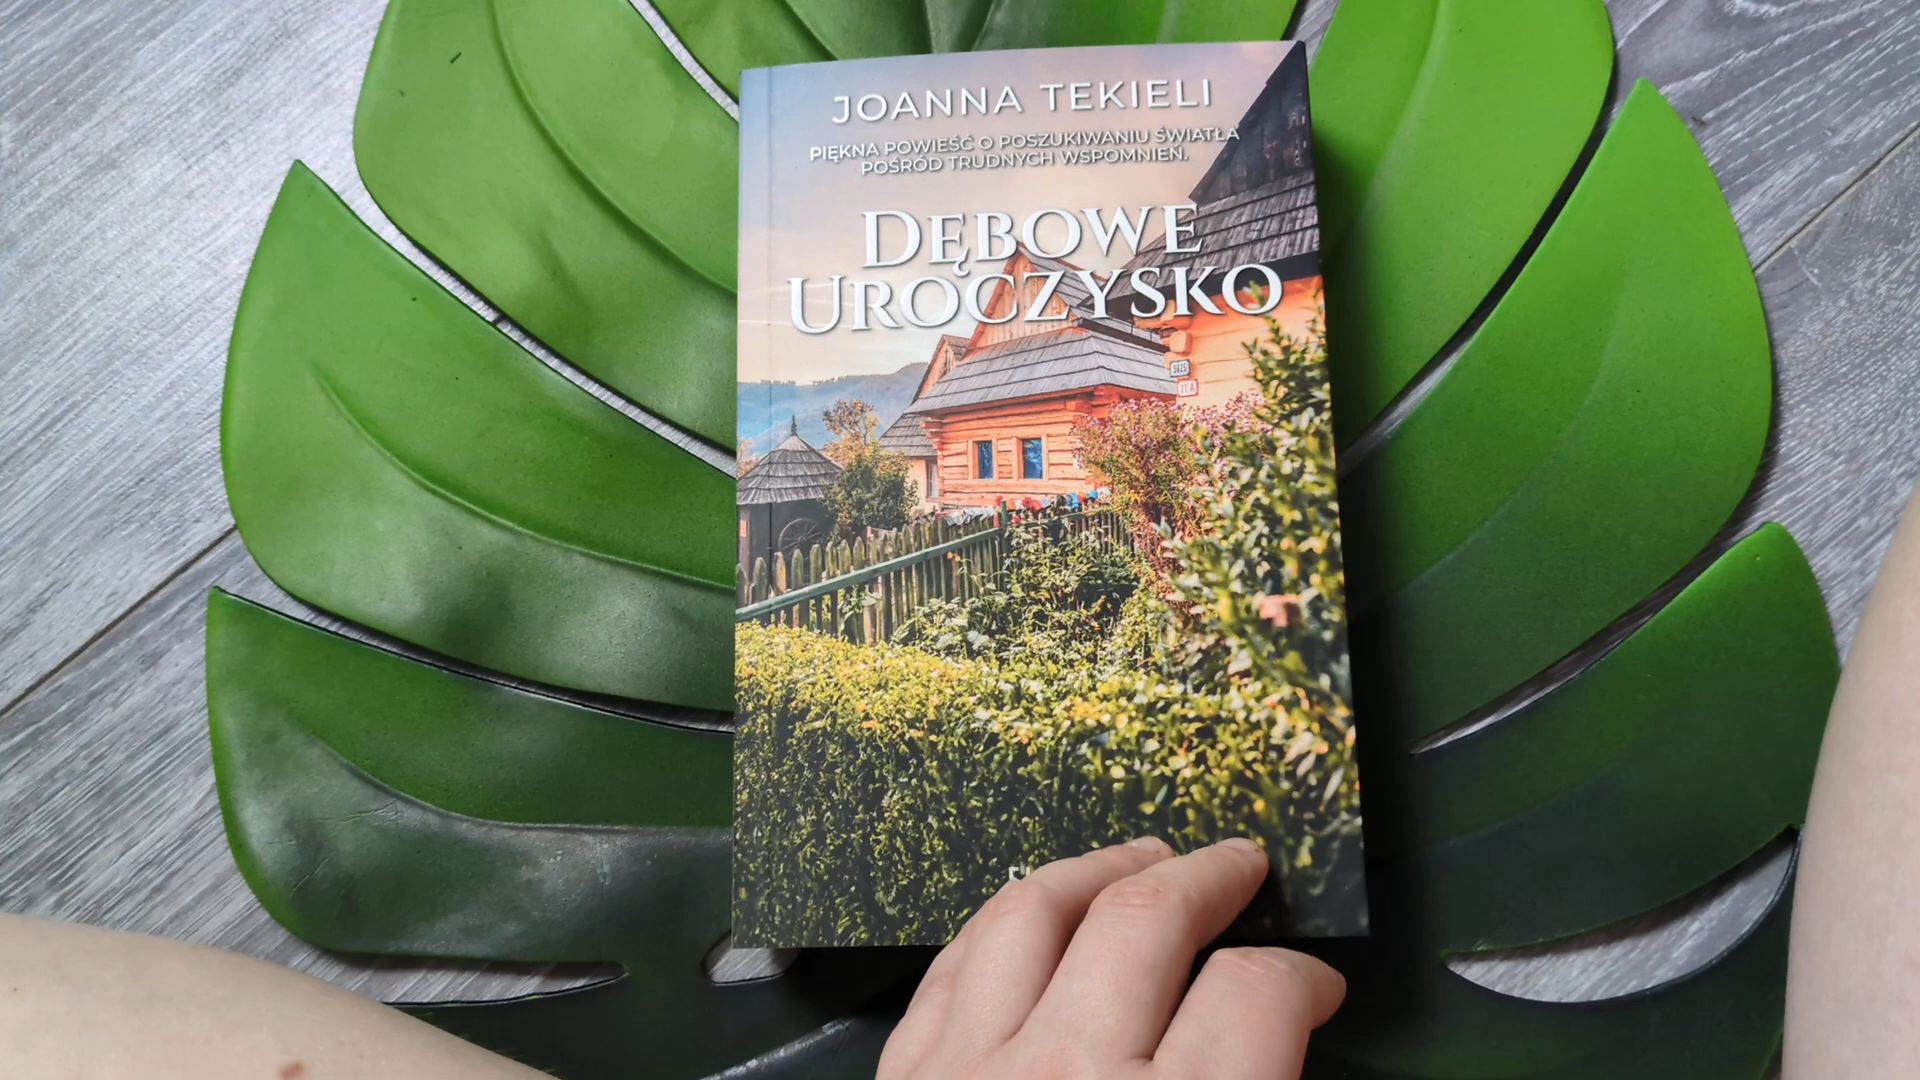 JOANNA TEKIELI
PIĘKNA POWIEŚĆ O POSZUKIWANIU ŚWIATŁA
POŚRÓD TRUDNYCH WSPOMNIEŃ.
DĘBOWE
UROCZYSKO